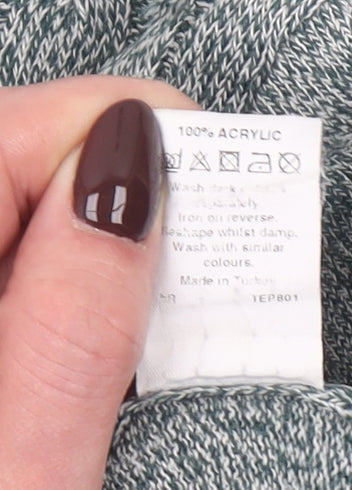 100% ACRYLIC
Wash dark
separately
Iron on reverse.
Reshape whilst damp.
Wash with similar
colours.
Made in Turkey
1EP801